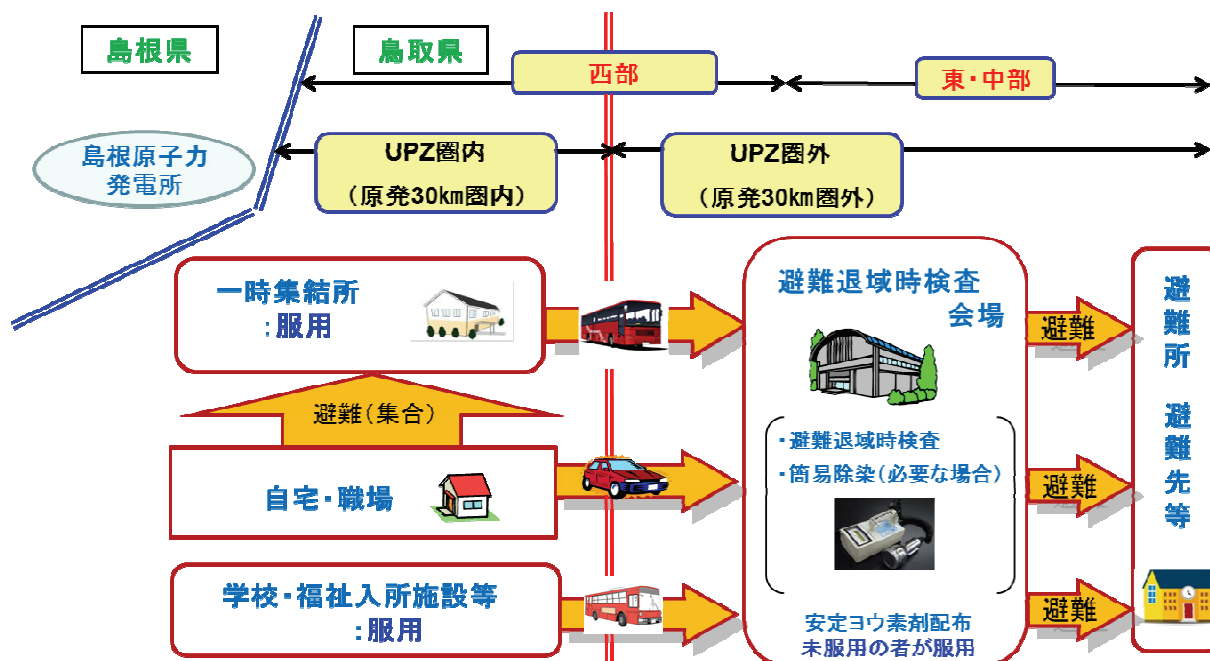 島根県
鳥取県
西部
東・中部
島根原子力
発電所
UPZ圏内
(原発30km圏内)
UPZ圏外
(原発30km圏外)
一時集結所
:服用
避難(集合)
自宅・職場
学校・福祉入所施設等
:服用
避難退域時検査
会場
・避難退域時検査
・簡易除染(必要な場合)
安定ヨウ素剤配布
未服用の者が服用
避難
避難
避難
避難所 避難先等